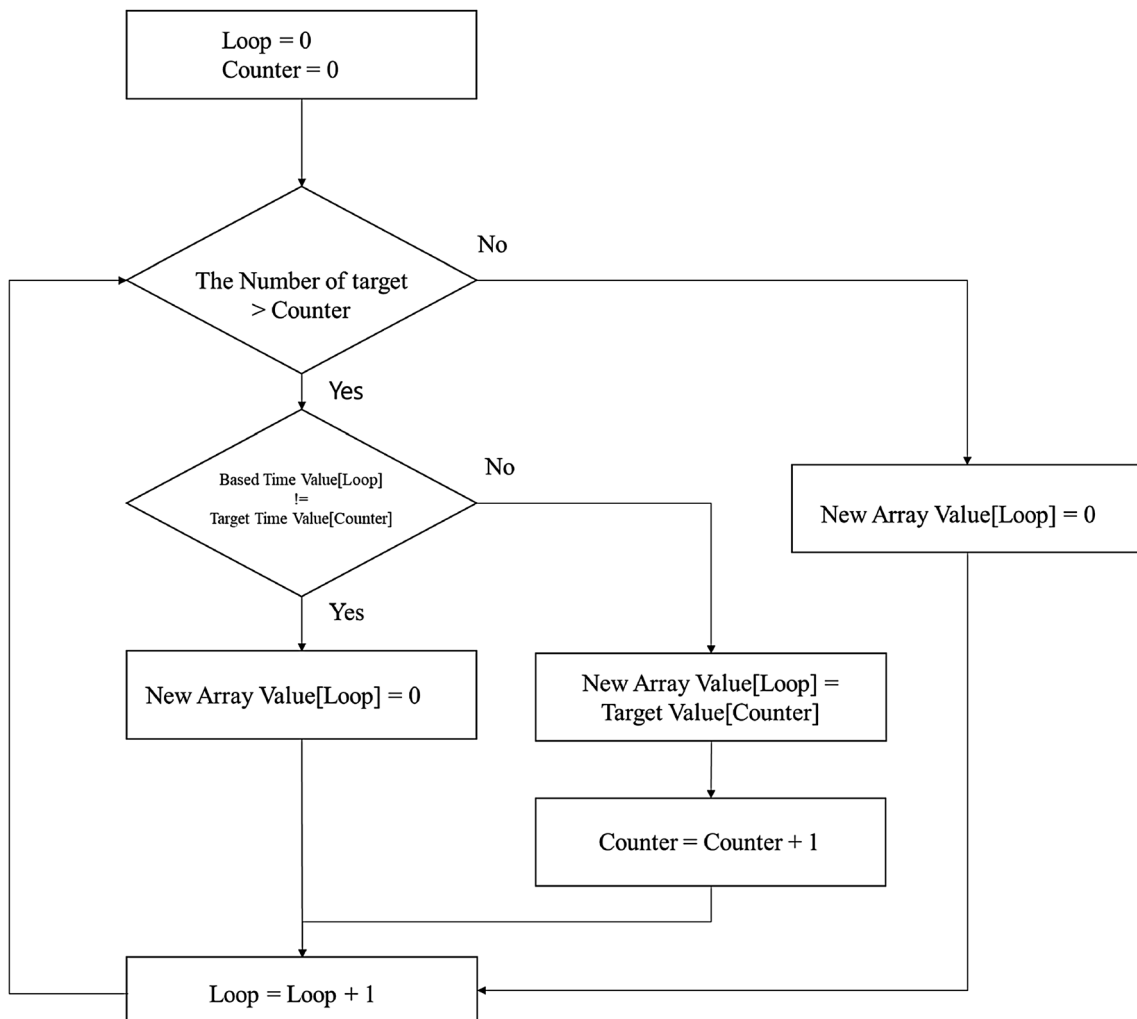 Loop = 0
Counter = 0
No
The Number of target
> Counter
Yes
Based Time Value[Loop]
!=
Target Time Value[Counter]
No
New Array Value[Loop] = 0
Yes
New Array Value[Loop] = 0
New Array Value[Loop] =
Target Value[Counter]
Counter = Counter + 1
Loop = Loop + 1